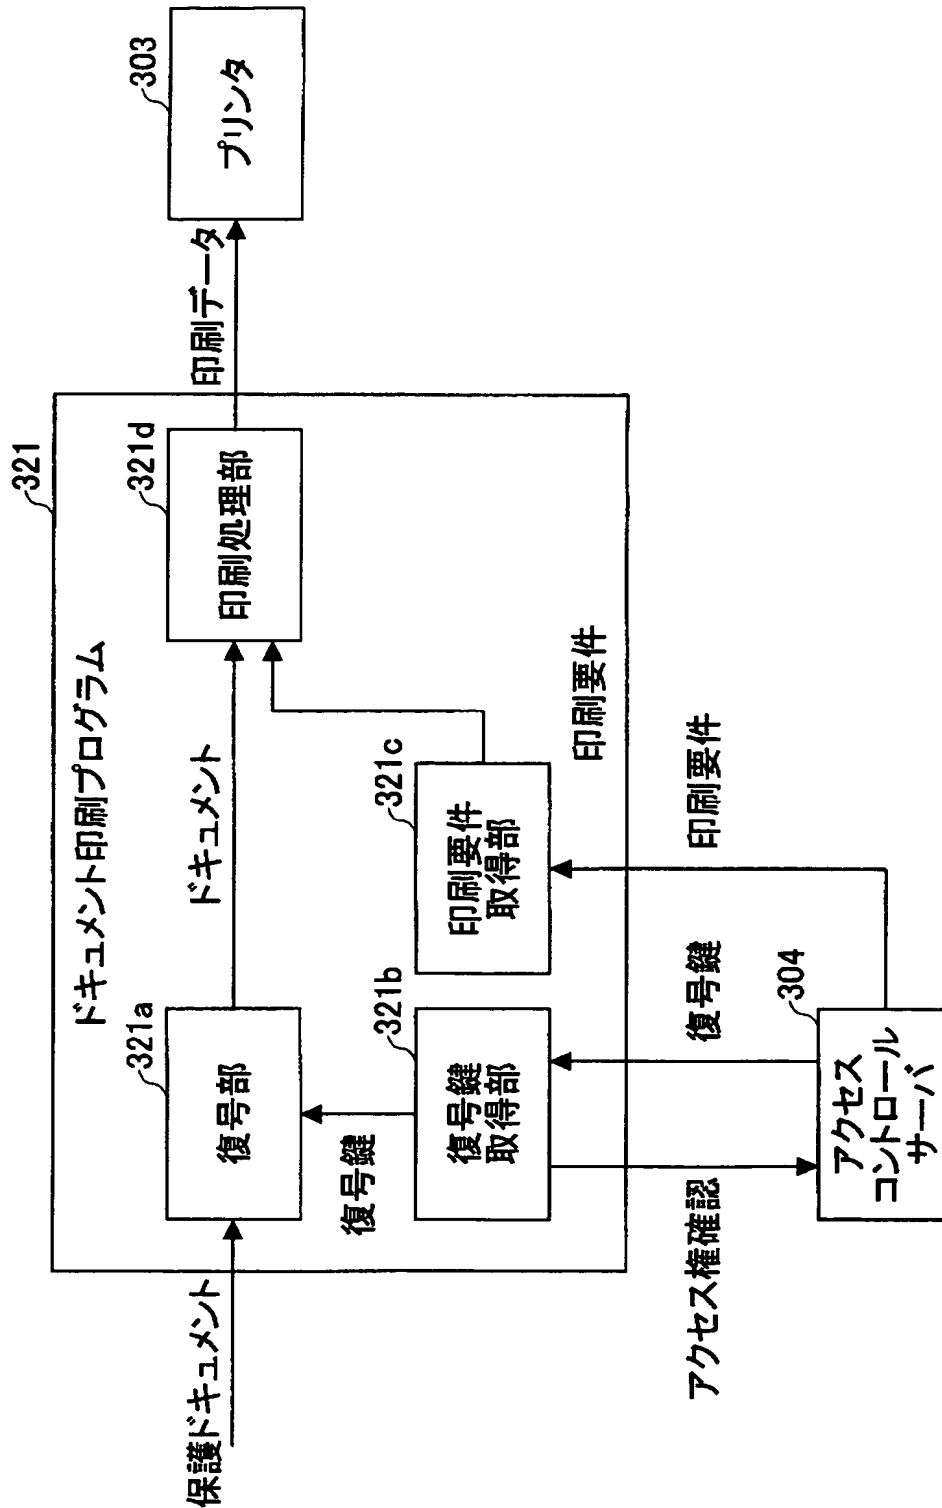 321
ドキュメント印刷プログラム
保護ドキュメント
321a
復号部
ドキュメント
321d
印刷処理部
印刷データ
303
プリンタ
復号鍵
321b
復号鍵
取得部
321c
印刷要件
取得部
印刷要件
アクセス権確認
復号鍵
印刷要件
304
アクセス
コントロール
サーバ